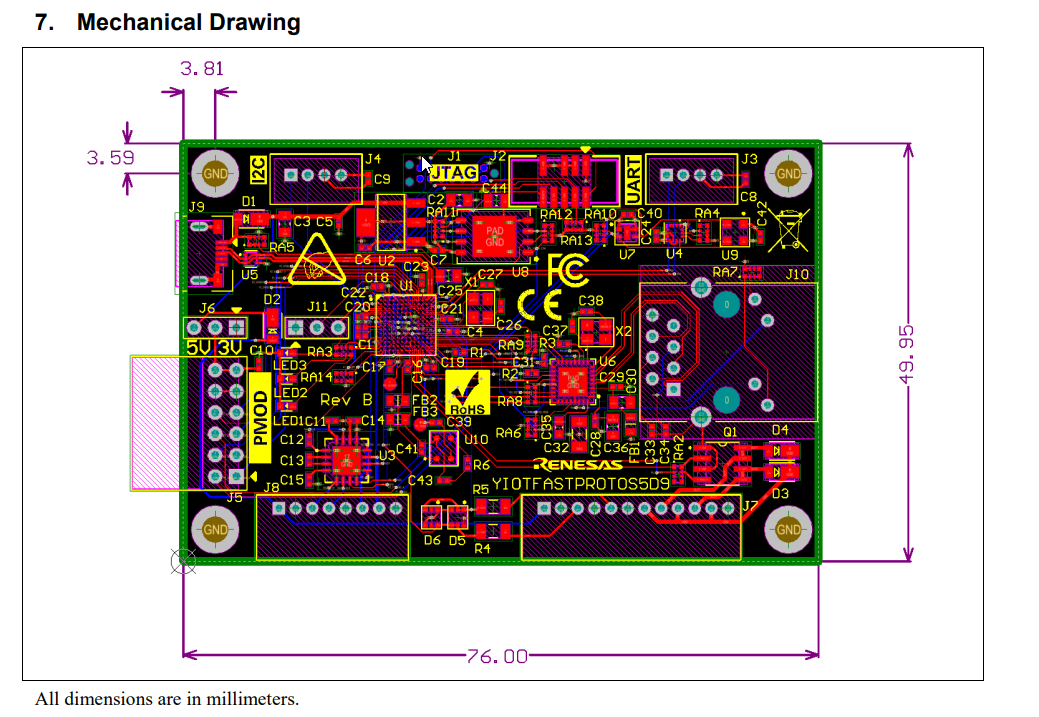 7. Mechanical Drawing
3.81
3.59
GND
I2C
J4
C9
J1
JTAG
J2
C44
UART
J3
C8
GND
J9
D1
C3 C5
RA5
U5
C2
RA11
C6 U2
C7
PAD
GND
U8
RA12 RA10 C40 RA4 C42
RA13
U7
C24
U4
U9
RA7
J10
FC
CE
C23
C18
C22
C20
U1
C25
C21
X1
C27
C26
C4
C38
C37
X2
J6
5V 3V
D2
J11
C10
RA3
C17
C19
R1
RA9 R3
C31
R2
RA8
U6
C29
LED3
RA14
LED2
LED1
C11
Rev B
FB2
FB3
C14
C39
RoHS
PMOD
C12
C13
C15
U3
C41
C43
U10
R6
RA6
C35
C32
C28
C36
FB1
C33
C34
RA2
Q1
D4
D3
RENESAS
YIOTFASTPROTOS5D9
J5
J8
R5
J7
GND
D6 D5
R4
GND
49.95
76.00
All dimensions are in millimeters.